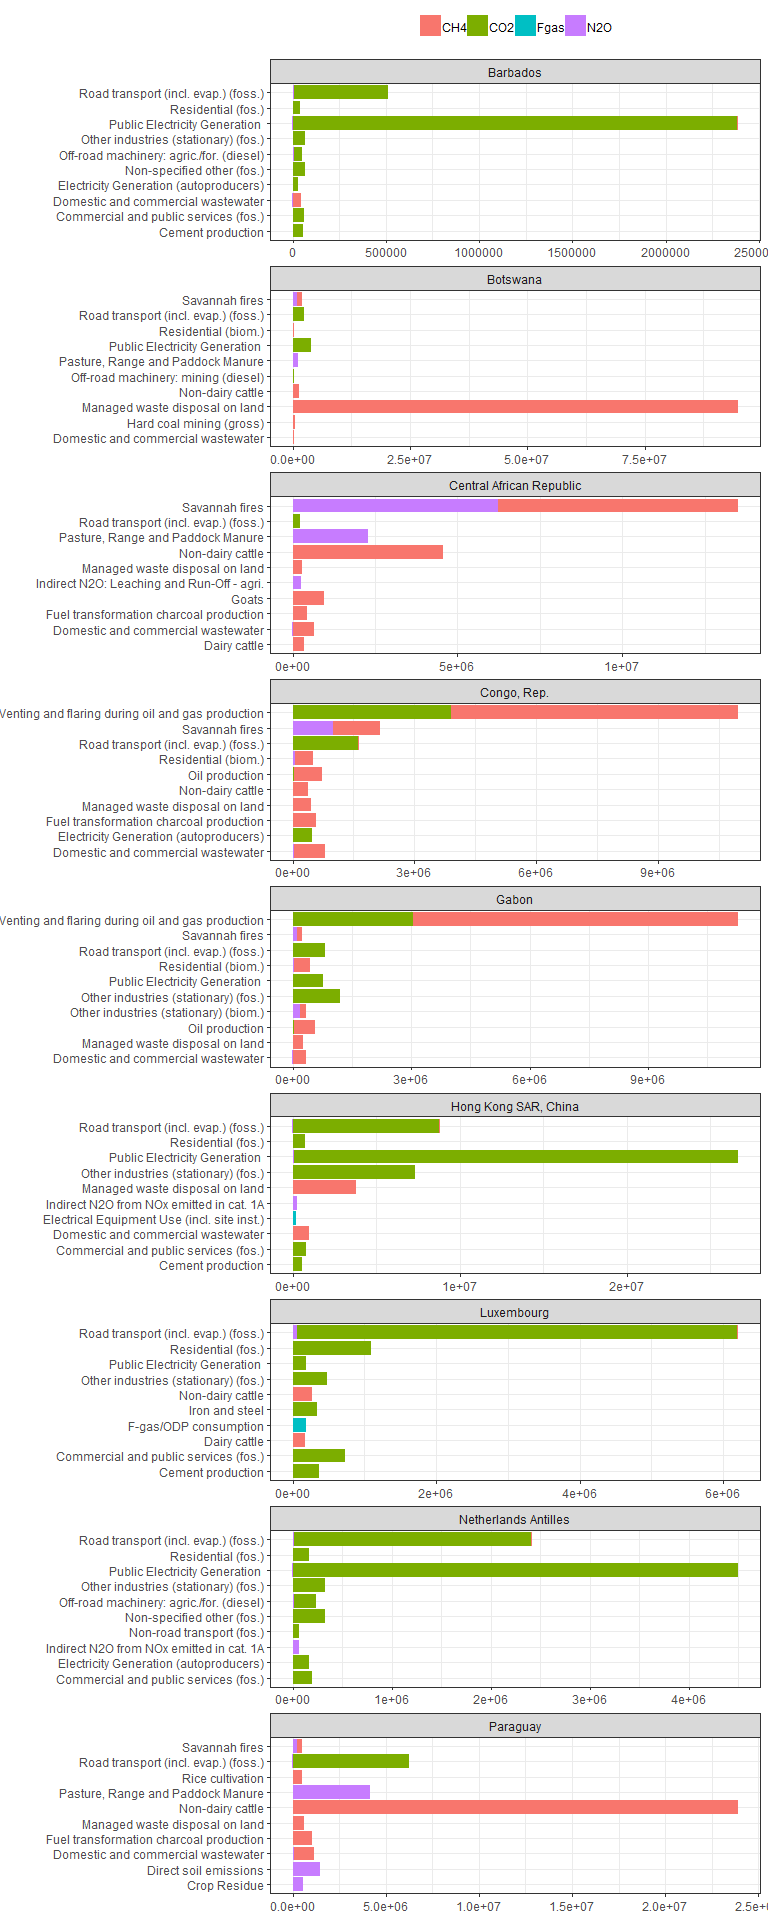 CH4 CO2 Fgas N2O
Barbados
Road transport (incl. evap.) (foss.)
Residential (fos.)
Public Electricity Generation
Other industries (stationary) (fos.)
Off-road machinery: agric./for. (diesel)
Non-specified other (fos.)
Electricity Generation (autoproducers)
Domestic and commercial wastewater
Commercial and public services (fos.)
Cement production
0 500000 1000000 1500000 2000000 25000
Botswana
Savannah fires
Road transport (incl. evap.) (foss.)
Residential (biom.)
Public Electricity Generation
Pasture, Range and Paddock Manure
Off-road machinery: mining (diesel)
Non-dairy cattle
Managed waste disposal on land
Hard coal mining (gross)
Domestic and commercial wastewater
0.0e+00 2.5e+07 5.0e+07 7.5e+07
Central African Republic
Savannah fires
Road transport (incl. evap.) (foss.)
Pasture, Range and Paddock Manure
Non-dairy cattle
Managed waste disposal on land
Indirect N2O: Leaching and Run-Off - agri.
Goats
Fuel transformation charcoal production
Domestic and commercial wastewater
Dairy cattle
0e+00 5e+06 1e+07
Congo, Rep.
Venting and flaring during oil and gas production
Savannah fires
Road transport (incl. evap.) (foss.)
Residential (biom.)
Oil production
Non-dairy cattle
Managed waste disposal on land
Fuel transformation charcoal production
Electricity Generation (autoproducers)
Domestic and commercial wastewater
0e+00 3e+06 6e+06 9e+06
Gabon
Venting and flaring during oil and gas production
Savannah fires
Road transport (incl. evap.) (foss.)
Residential (biom.)
Public Electricity Generation
Other industries (stationary) (fos.)
Other industries (stationary) (biom.)
Oil production
Managed waste disposal on land
Domestic and commercial wastewater
0e+00 3e+06 6e+06 9e+06
Hong Kong SAR, China
Road transport (incl. evap.) (foss.)
Residential (fos.)
Public Electricity Generation
Other industries (stationary) (fos.)
Managed waste disposal on land
Indirect N2O from NOx emitted in cat. 1A
Electrical Equipment Use (incl. site inst.)
Domestic and commercial wastewater
Commercial and public services (fos.)
Cement production
0e+00 1e+07 2e+07
Luxembourg
Road transport (incl. evap.) (foss.)
Residential (fos.)
Public Electricity Generation
Other industries (stationary) (fos.)
Non-dairy cattle
Iron and steel
F-gas/ODP consumption
Dairy cattle
Commercial and public services (fos.)
Cement production
0e+00 2e+06 4e+06 6e+06
Netherlands Antilles
Road transport (incl. evap.) (foss.)
Residential (fos.)
Public Electricity Generation
Other industries (stationary) (fos.)
Off-road machinery: agric./for. (diesel)
Non-specified other (fos.)
Non-road transport (fos.)
Indirect N2O from NOx emitted in cat. 1A
Electricity Generation (autoproducers)
Commercial and public services (fos.)
0e+00 1e+06 2e+06 3e+06 4e+06
Paraguay
Savannah fires
Road transport (incl. evap.) (foss.)
Rice cultivation
Pasture, Range and Paddock Manure
Non-dairy cattle
Managed waste disposal on land
Fuel transformation charcoal production
Domestic and commercial wastewater
Direct soil emissions
Crop Residue
0.0e+00 5.0e+06 1.0e+07 1.5e+07 2.0e+07 2.5e+